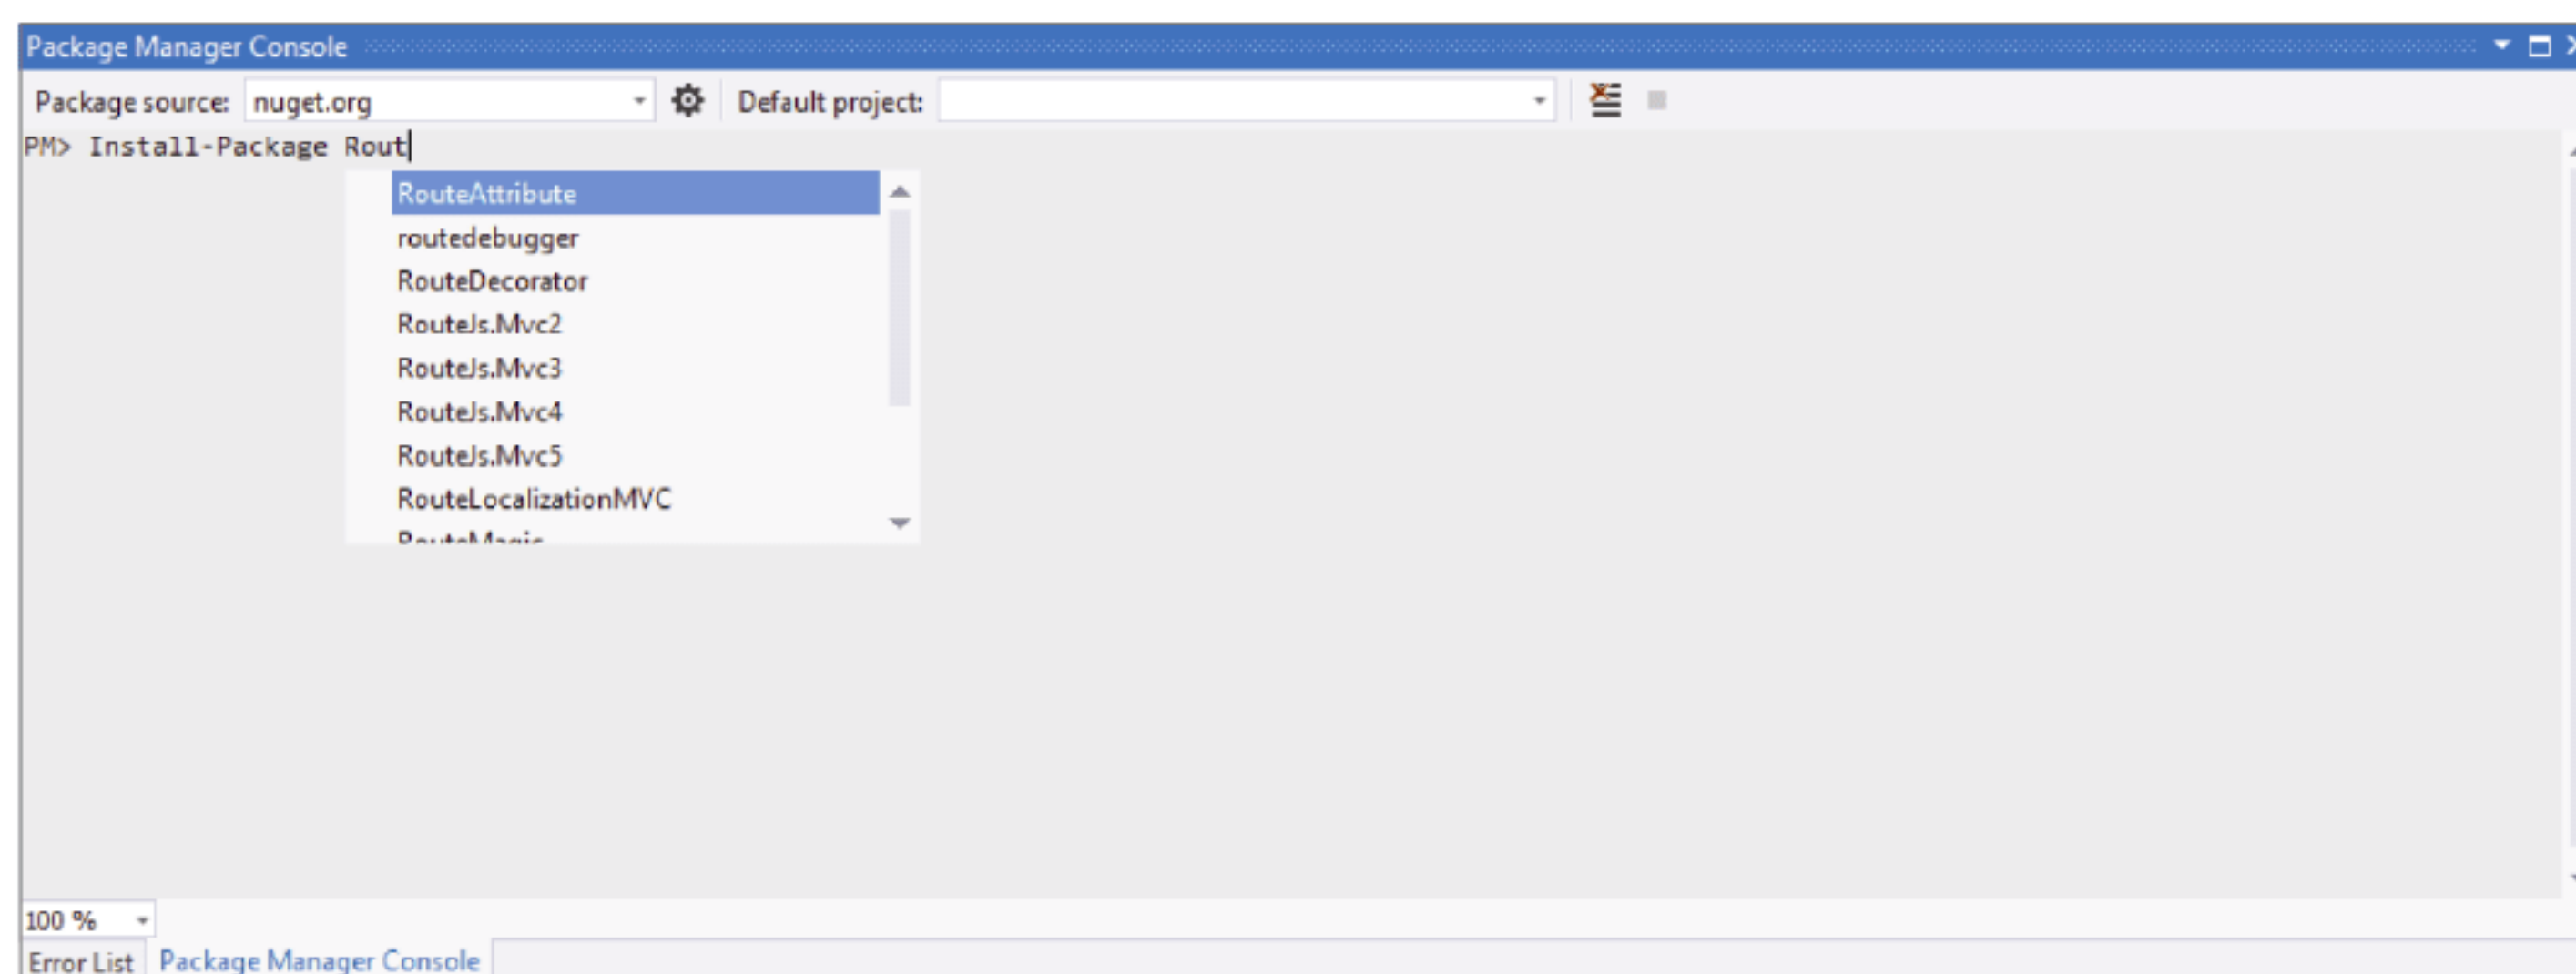 Package Manager Console
Package source: nuget.org Default project:
PM> Install-Package Rout
RouteAttribute
routedebugger
RouteDecorator
RouteJs.Mvc2
RouteJs.Mvc3
RouteJs.Mvc4
RouteJs.Mvc5
RouteLocalizationMVC
RouteMagic
100 %
Error List Package Manager Console